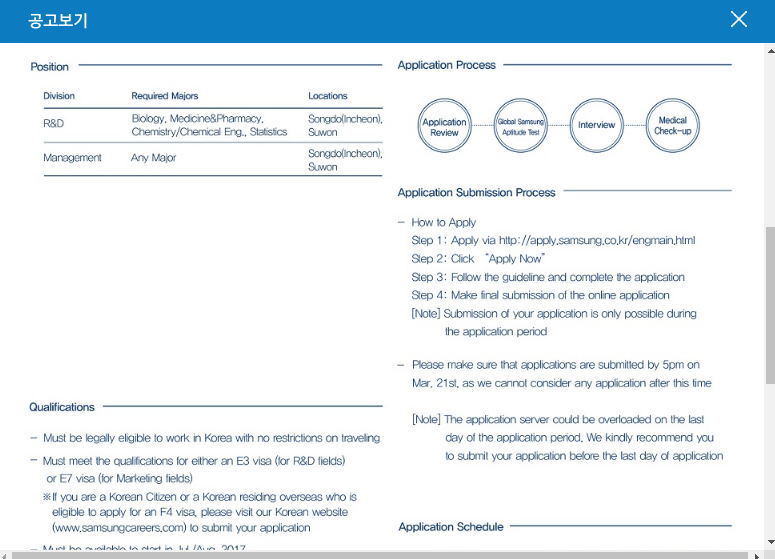 공고보기
Position
Division Required Majors Locations
R&D Biology, Medicine&Pharmacy, Chemistry/Chemical Eng., Statistics Songdo(Incheon), Suwon
Management Any Major Songdo(Incheon), Suwon
Qualifications
- Must be legally eligible to work in Korea with no restrictions on traveling
- Must meet the qualifications for either an E3 visa (for R&D fields)
or E7 visa (for Marketing fields)
※If you are a Korean Citizen or a Korean residing overseas who is
eligible to apply for an F4 visa, please visit our Korean website
(www.samsungcareers.com) to submit your application
- Must be available to start in Jul./Aug. 2017
Application Process
Application Review
Global Samsung Aptitude Test
Interview
Medical Check-up
Application Submission Process
- How to Apply
Step 1: Apply via http://apply.samsung.co.kr/engmain.html
Step 2: Click “Apply Now”
Step 3: Follow the guideline and complete the application
Step 4: Make final submission of the online application
[Note] Submission of your application is only possible during
the application period
- Please make sure that applications are submitted by 5pm on
Mar. 21st, as we cannot consider any application after this time
[Note] The application server could be overloaded on the last
day of the application period. We kindly recommend you
to submit your application before the last day of application
Application Schedule